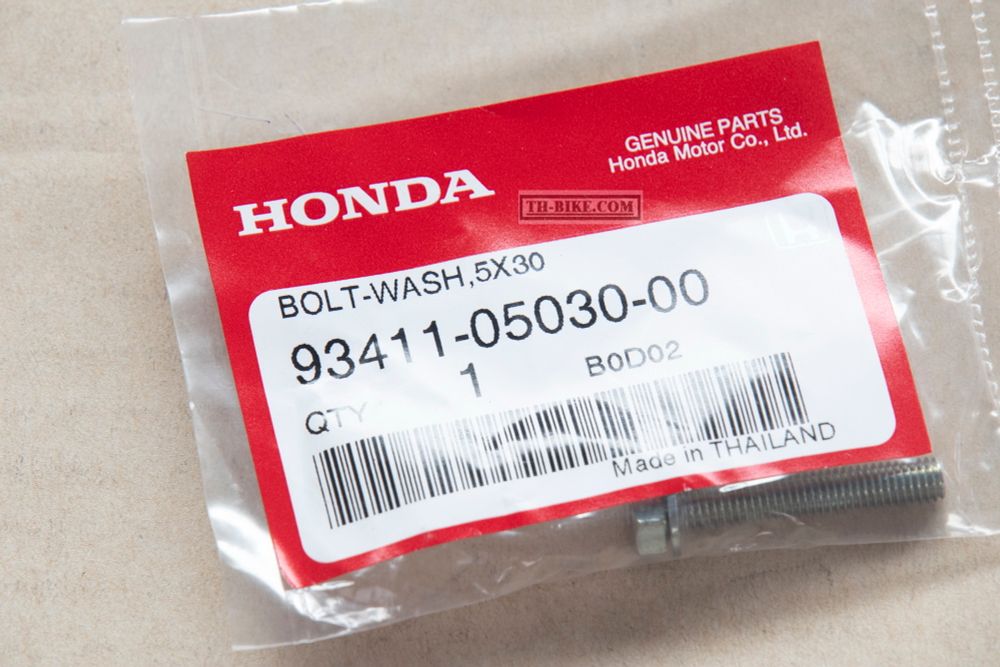 GENUINE PARTS
Honda Motor Co., Ltd.
HONDA
TH-BIKE.COM
BOLT-WASH,5X30
93411-05030-00
QTY 1 B0D02
Made in THAILAND